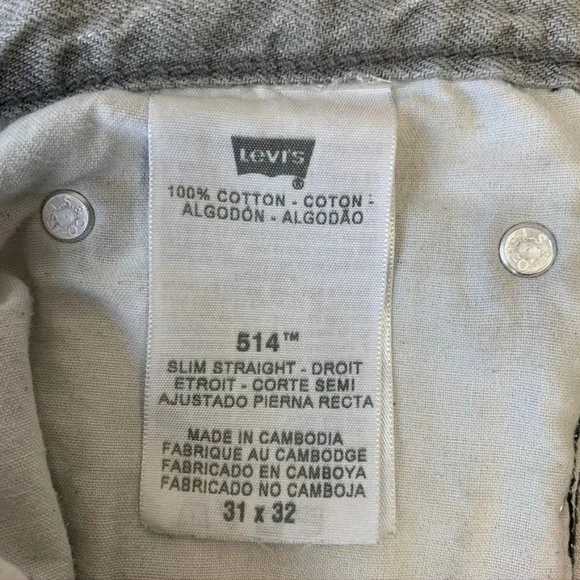 Levi's
®
100% COTTON - COTON -
ALGODÓN - ALGODÃO
514™
SLIM STRAIGHT - DROIT
ETROIT - CORTE SEMI
AJUSTADO PIERNA RECTA
MADE IN CAMBODIA
FABRIQUE AU CAMBODGE
FABRICADO EN CAMBOYA
FABRICADO NO CAMBOJA
31 x 32